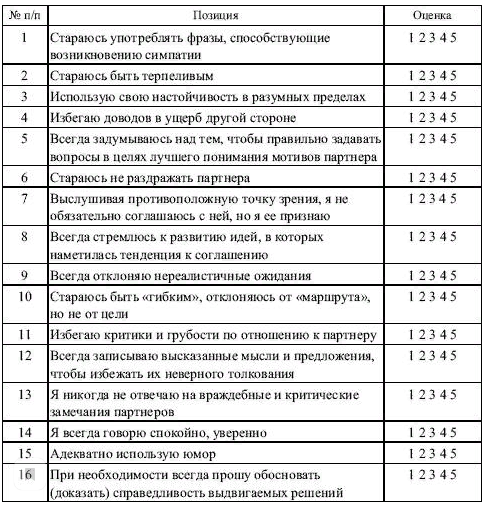 № п/п Позиция Оценка
1 Стараюсь употреблять фразы, способствующие 1 2 3 4 5
возникновению симпатии
2 Стараюсь быть терпеливым 1 2 3 4 5
3 Использую свою настойчивость в разумных пределах 1 2 3 4 5
4 Избегаю доводов в ущерб другой стороне 1 2 3 4 5
5 Всегда задумываюсь над тем, чтобы правильно задавать 1 2 3 4 5
вопросы в целях лучшего понимания мотивов партнера
6 Стараюсь не раздражать партнера 1 2 3 4 5
7 Выслушивая противоположную точку зрения, я не 1 2 3 4 5
обязательно соглашаюсь с ней, но я ее признаю
8 Всегда стремлюсь к развитию идей, в которых 1 2 3 4 5
наметилась тенденция к соглашению
9 Всегда отклоняю нереалистичные ожидания 1 2 3 4 5
10 Стараюсь быть «гибким», отклоняюсь от «маршрута», 1 2 3 4 5
но не от цели
11 Избегаю критики и грубости по отношению к партнеру 1 2 3 4 5
12 Всегда записываю высказанные мысли и предложения, 1 2 3 4 5
чтобы избежать их неверного толкования
13 Я никогда не отвечаю на враждебные и критические 1 2 3 4 5
замечания партнеров
14 Я всегда говорю спокойно, уверенно 1 2 3 4 5
15 Адекватно использую юмор 1 2 3 4 5
16 При необходимости всегда прошу обосновать 1 2 3 4 5
(доказать) справедливость выдвигаемых решений